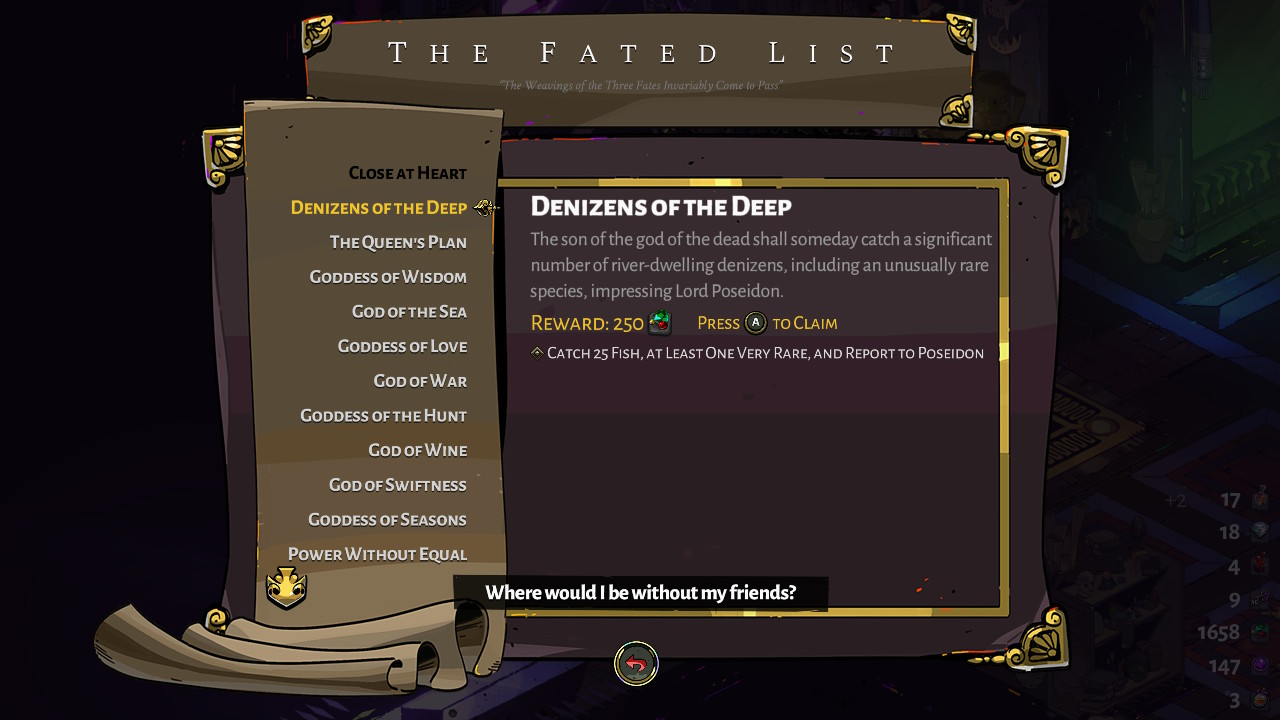 THE FATED LIST
"The Weavings of the Three Fates Invariably Come to Pass"
CLOSE AT HEART
DENIZENS OF THE DEEP
THE QUEEN'S PLAN
GODDESS OF WISDOM
GOD OF THE SEA
GODDESS OF LOVE
GOD OF WAR
GODDESS OF THE HUNT
GOD OF WINE
GOD OF SWIFTNESS
GODDESS OF SEASONS
POWER WITHOUT EQUAL
DENIZENS OF THE DEEP
The son of the god of the dead shall someday catch a significant
number of river-dwelling denizens, including an unusually rare
species, impressing Lord Poseidon.
REWARD: 250 PRESS A TO CLAIM
CATCH 25 FISH, AT LEAST ONE VERY RARE, AND REPORT TO POSEIDON
Where would I be without my friends?
+2 17
18
4
9
1658
147
3